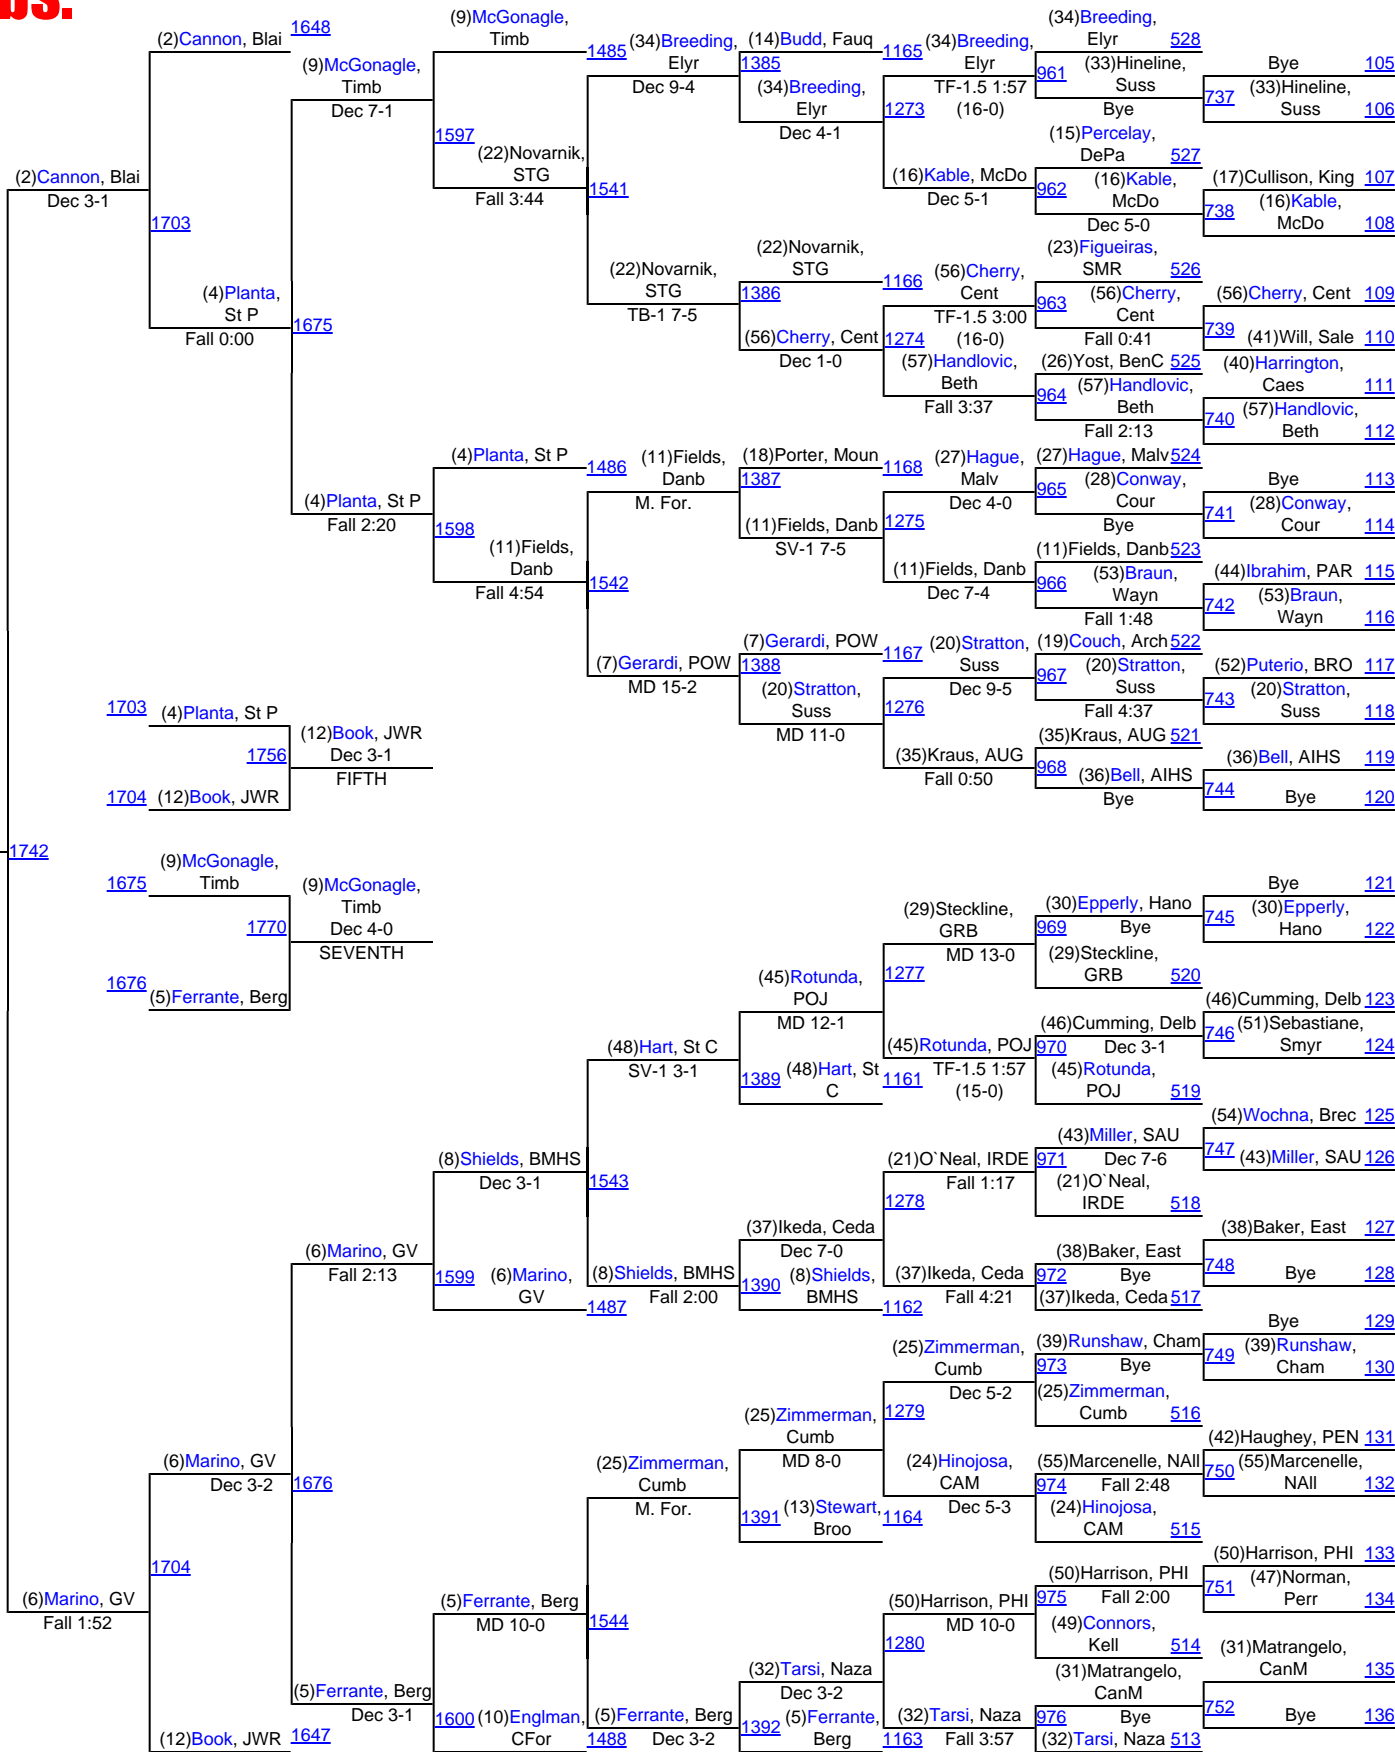 bs.
(2)Cannon, Blai 1648
(9)McGonagle,
Timb
Dec 7-1
(9)McGonagle,
Timb
1485
(34)Breeding,
Elyr
Dec 9-4
(14)Budd, Fauq 1165
1385
(34)Breeding,
Elyr
Dec 4-1
(34)Breeding,
Elyr
TF-1.5 1:57
(16-0)
1273
(34)Breeding,
Elyr 528
961
(33)Hineline,
Suss
Bye
Bye 105
737
(33)Hineline,
Suss 106
1597
(22)Novarnik,
STG
Fall 3:44
1541
(16)Kable, McDo
Dec 5-1
(15)Percelay,
DePa 527
962
(16)Kable,
McDo
Dec 5-0
(17)Cullison, King 107
738
(16)Kable,
McDo 108
(2)Cannon, Blai
Dec 3-1
1703
(4)Planta,
St P
Fall 0:00
1675
(22)Novarnik,
STG
TB-1 7-5
(22)Novarnik,
STG 1166
1386
(56)Cherry, Cent
Dec 1-0
(56)Cherry,
Cent
TF-1.5 3:00
(16-0)
1274
(57)Handlovic,
Beth
Fall 3:37
(23)Figueiras,
SMR 526
963
(56)Cherry,
Cent
Fall 0:41
(56)Cherry, Cent 109
739
(41)Will, Sale 110
(26)Yost, BenC 525
964
(57)Handlovic,
Beth
Fall 2:13
(40)Harrington,
Caes 111
740
(57)Handlovic,
Beth 112
(4)Planta, St P
Fall 2:20
(4)Planta, St P 1486
1598
(11)Fields,
Danb
Fall 4:54
(11)Fields,
Danb
M. For.
1542
(18)Porter, Moun 1168
1387
(11)Fields, Danb
SV-1 7-5
(27)Hague,
Malv
Dec 4-0
1275
(11)Fields, Danb
Dec 7-4
(27)Hague, Malv 524
965
(28)Conway,
Cour
Bye
Bye 113
741
(28)Conway,
Cour 114
(11)Fields, Danb 523
966
(53)Braun,
Wayn
Fall 1:48
(44)Ibrahim, PAR 115
742
(53)Braun,
Wayn 116
(7)Gerardi, POW
MD 15-2
(7)Gerardi, POW 1167
1388
(20)Stratton,
Suss
MD 11-0
(20)Stratton,
Suss
Dec 9-5
1276
(35)Kraus, AUG
Fall 0:50
(19)Couch, Arch 522
967
(20)Stratton,
Suss
Fall 4:37
(52)Puterio, BRO 117
743
(20)Stratton,
Suss 118
(35)Kraus, AUG 521
968
(36)Bell, AIHS
Bye
(36)Bell, AIHS 119
744
Bye 120
1703 (4)Planta, St P
1756
1704 (12)Book, JWR
(12)Book, JWR
Dec 3-1
FIFTH
1742
(9)McGonagle,
1675 Timb
1770
1676 (5)Ferrante, Berg
(9)McGonagle,
Timb
Dec 4-0
SEVENTH
(29)Steckline,
GRB
MD 13-0
(30)Epperly, Hano
969 Bye
(29)Steckline,
GRB 520
Bye 121
745
(30)Epperly,
Hano 122
(45)Rotunda,
POJ
MD 12-1
1277
(45)Rotunda, POJ
TF-1.5 1:57
(15-0)
(46)Cumming, Delb
970 Dec 3-1
(45)Rotunda,
POJ 519
(46)Cumming, Delb 123
746
(51)Sebastiane,
Smyr 124
(48)Hart, St C
SV-1 3-1
1389
(48)Hart, St
C
1161
(8)Shields, BMHS
Dec 3-1
1543
(21)O`Neal, IRDE
Fall 1:17
1278
(43)Miller, SAU
971 Dec 7-6
(21)O`Neal,
IRDE 518
(54)Wochna, Brec 125
747
(43)Miller, SAU 126
(6)Marino, GV
Fall 2:13
1599
(6)Marino,
GV 1487
(8)Shields, BMHS
Fall 2:00
(37)Ikeda, Ceda
Dec 7-0
1390
(8)Shields,
BMHS 1162
(37)Ikeda, Ceda
Fall 4:21
(38)Baker, East
972 Bye
(37)Ikeda, Ceda 517
(38)Baker, East 127
748
Bye 128
(25)Zimmerman,
Cumb
Dec 5-2
1279
(39)Runshaw, Cham
973 Bye
(25)Zimmerman,
Cumb 516
Bye 129
749
(39)Runshaw,
Cham 130
(6)Marino, GV
Dec 3-2
1676
(25)Zimmerman,
Cumb
M. For.
(25)Zimmerman,
Cumb
MD 8-0
1391
(13)Stewart,
Broo
1164
(24)Hinojosa,
CAM
Dec 5-3
(55)Marcenelle, NAll
974 Fall 2:48
(24)Hinojosa,
CAM 515
(42)Haughey, PEN 131
750
(55)Marcenelle,
NAll 132
1704
(6)Marino, GV
Fall 1:52
(5)Ferrante, Berg
MD 10-0
1544
(50)Harrison, PHI
MD 10-0
1280
(50)Harrison, PHI
975 Fall 2:00
(49)Connors,
Kell 514
(50)Harrison, PHI 133
751
(47)Norman,
Perr 134
(5)Ferrante, Berg
Dec 3-1
1600
(10)Englman,
CFor 1488
(5)Ferrante, Berg
Dec 3-2
(32)Tarsi, Naza
Dec 3-2
1392
(5)Ferrante,
Berg 1163
(32)Tarsi, Naza
Fall 3:57
(31)Matrangelo,
CanM
976 Bye
(32)Tarsi, Naza 513
(31)Matrangelo,
CanM 135
752
Bye 136
(12)Book, JWR 1647